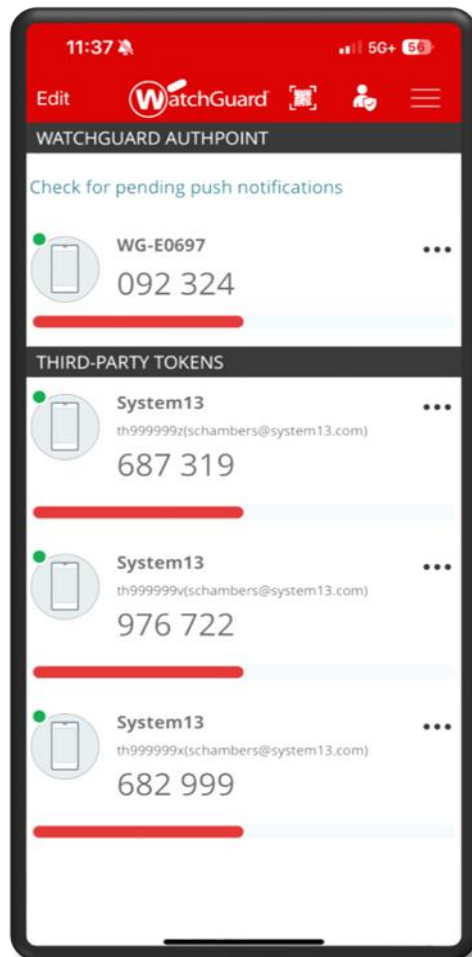 11:37
5G+ 56
Edit
WatchGuard
WATCHGUARD AUTHPOINT
Check for pending push notifications
WG-E0697
092 324
THIRD-PARTY TOKENS
System13
th999999z(schambers@system13.com)
687 319
System13
th999999v(schambers@system13.com)
976 722
System13
th999999x(schambers@system13.com)
682 999